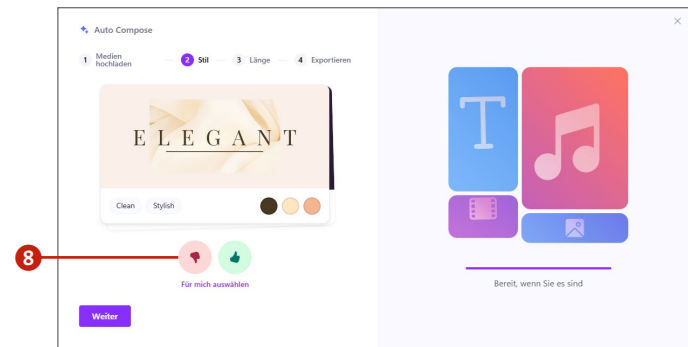 Auto Compose
1 Medien hochladen 2 Stil 3 Länge 4 Exportieren
ELEGANT
Clean Stylish
8
Für mich auswählen
Weiter
T
Bereit, wenn Sie es sind